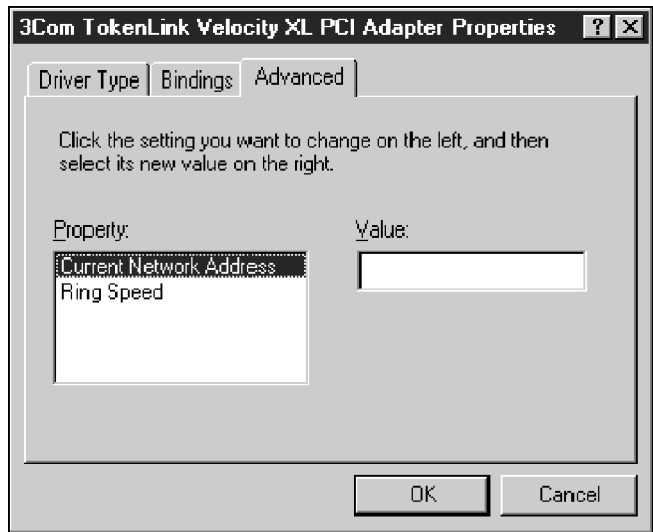 3Com TokenLink Velocity XL PCI Adapter Properties ? X
Driver Type Bindings Advanced
Click the setting you want to change on the left, and then
select its new value on the right.
Property: Value:
Current Network Address
Ring Speed
OK Cancel